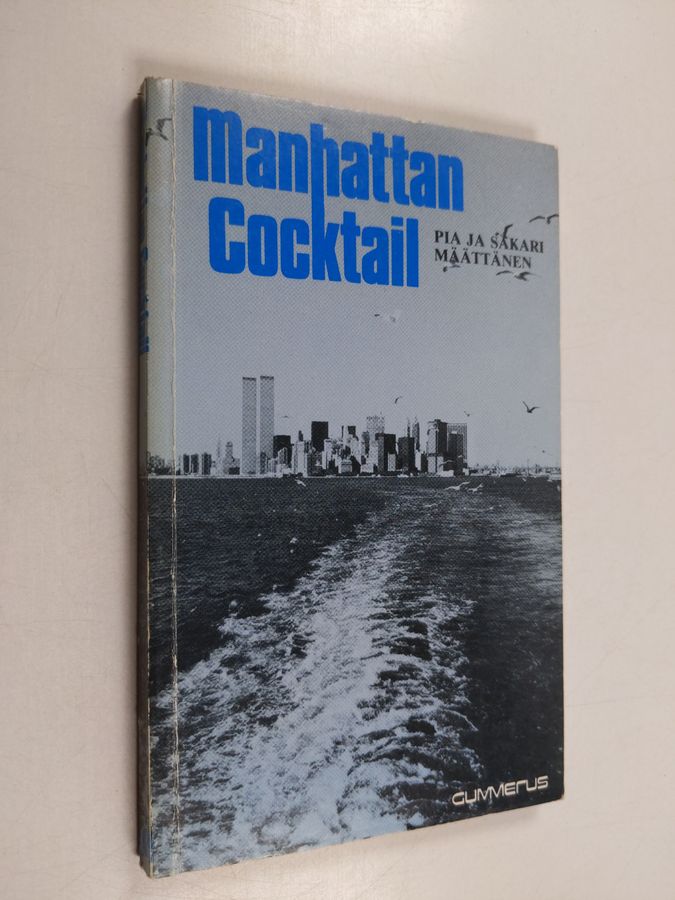 Manhattan
Cocktail
PIA JA SAKARI
MÄÄTTÄNEN
GUMMERUS